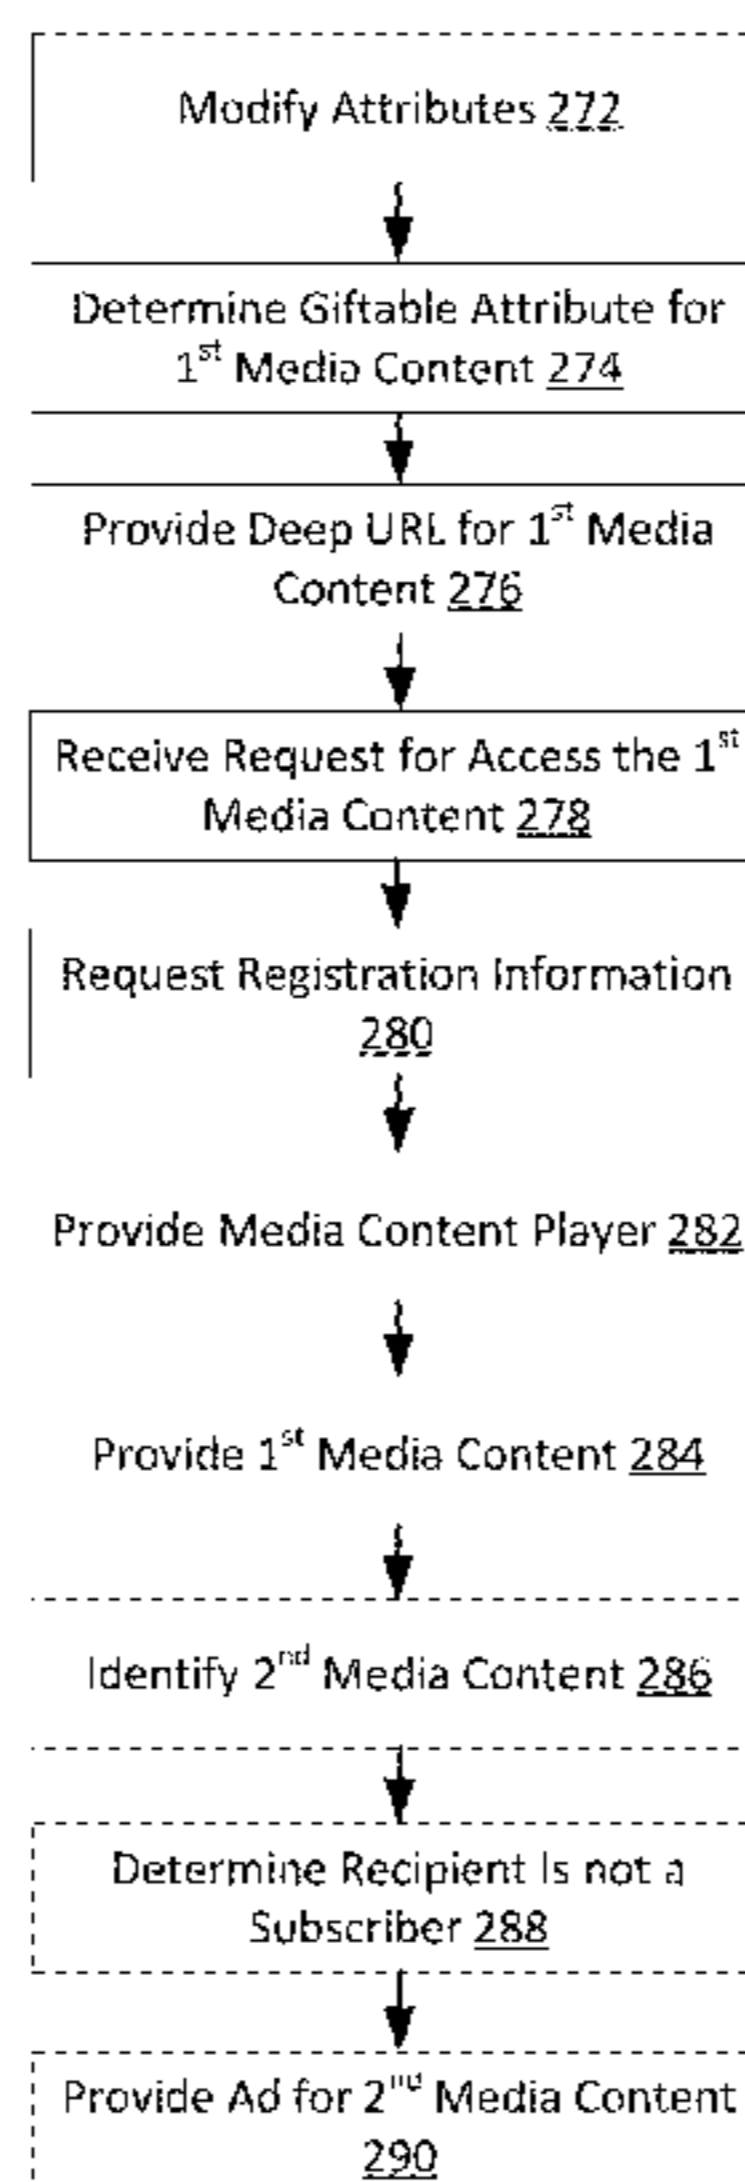 Modify Attributes 272
Determine Giftable Attribute for
1st Media Content 274
Provide Deep URL for 1st Media
Content 276
Receive Request for Access the 1st
Media Content 278
Request Registration Information
280
Provide Media Content Player 282
Provide 1st Media Content 284
Identify 2nd Media Content 286
Determine Recipient Is not a
Subscriber 288
Provide Ad for 2nd Media Content
290